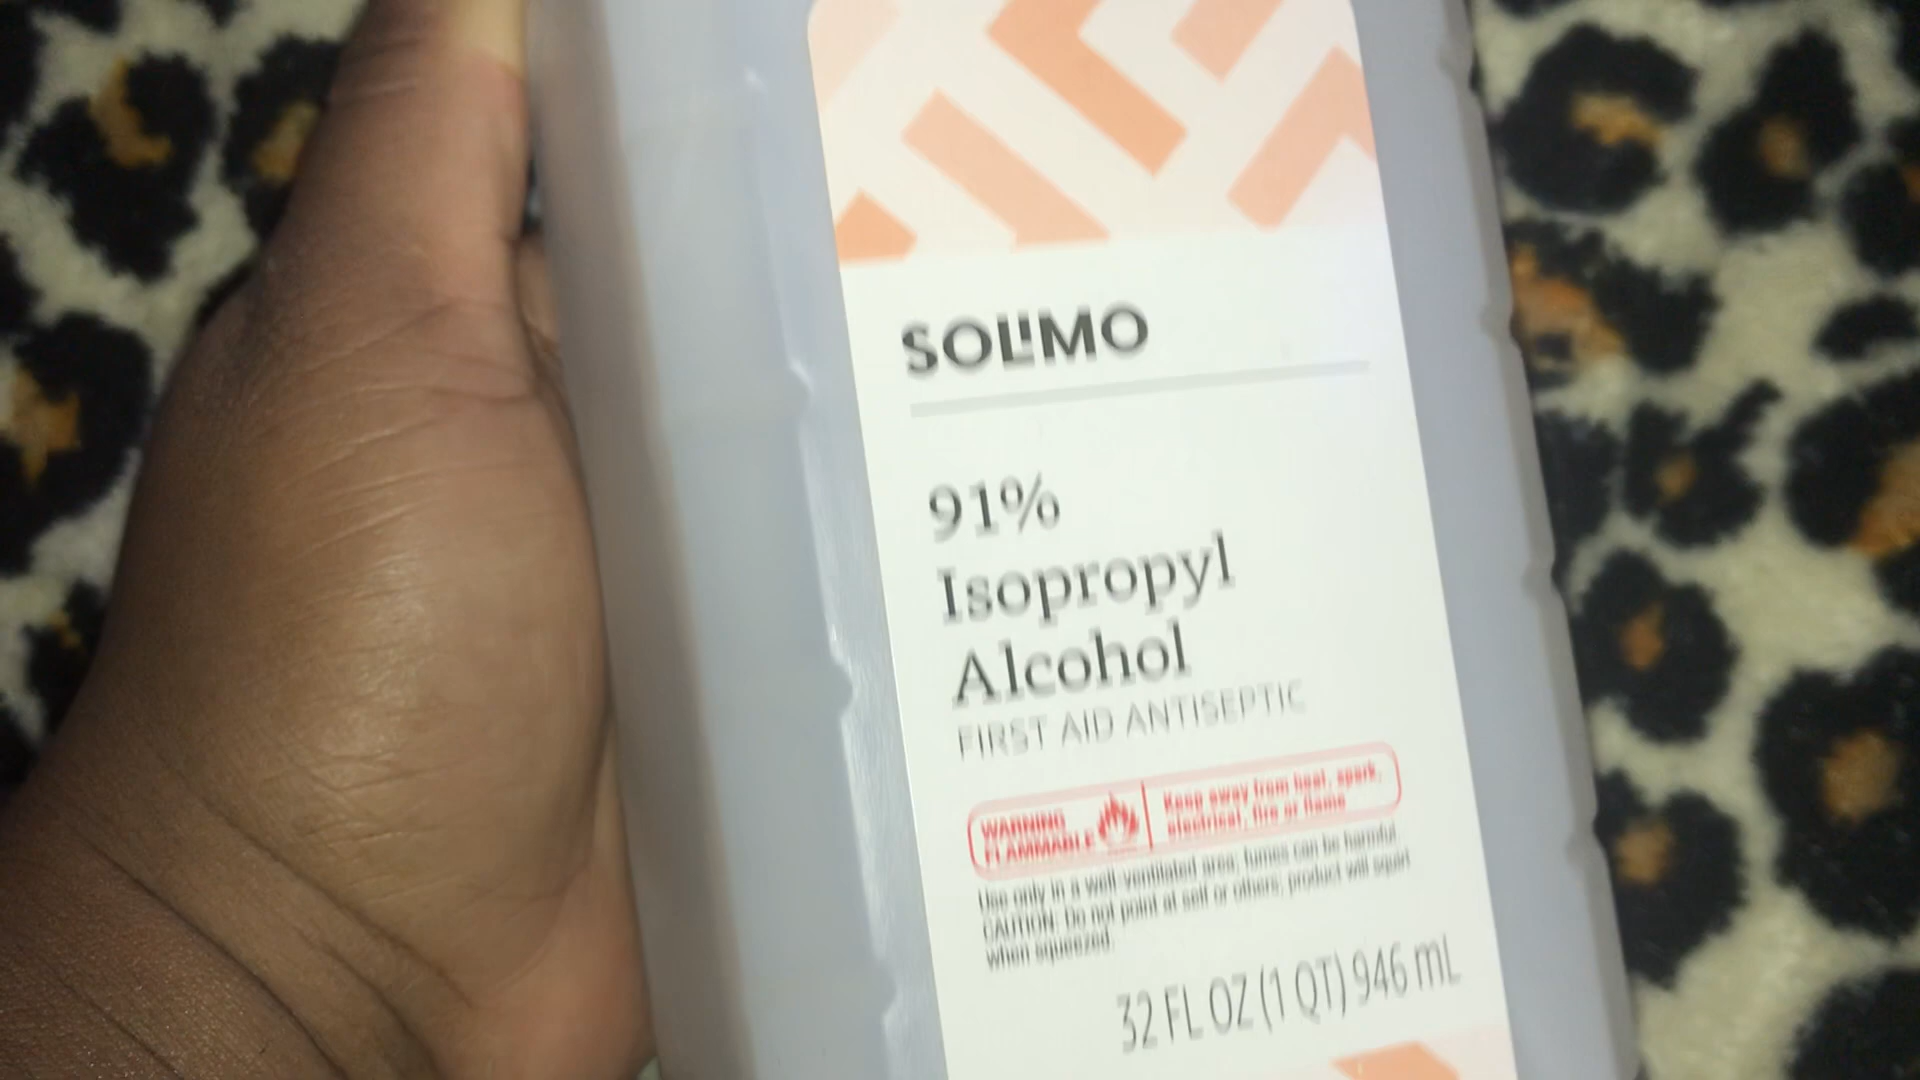 SOLIMO
91%
Isopropyl
Alcohol
FIRST AID ANTISEPTIC
WARNING
FLAMMABLE
Keep away from heat, spark,
electrical, fire or flame
Use only in a well-ventilated area; fumes can be harmful.
CAUTION: Do not point at self or others; product will squirt
when squeezed.
32 FL OZ (1 QT) 946 mL